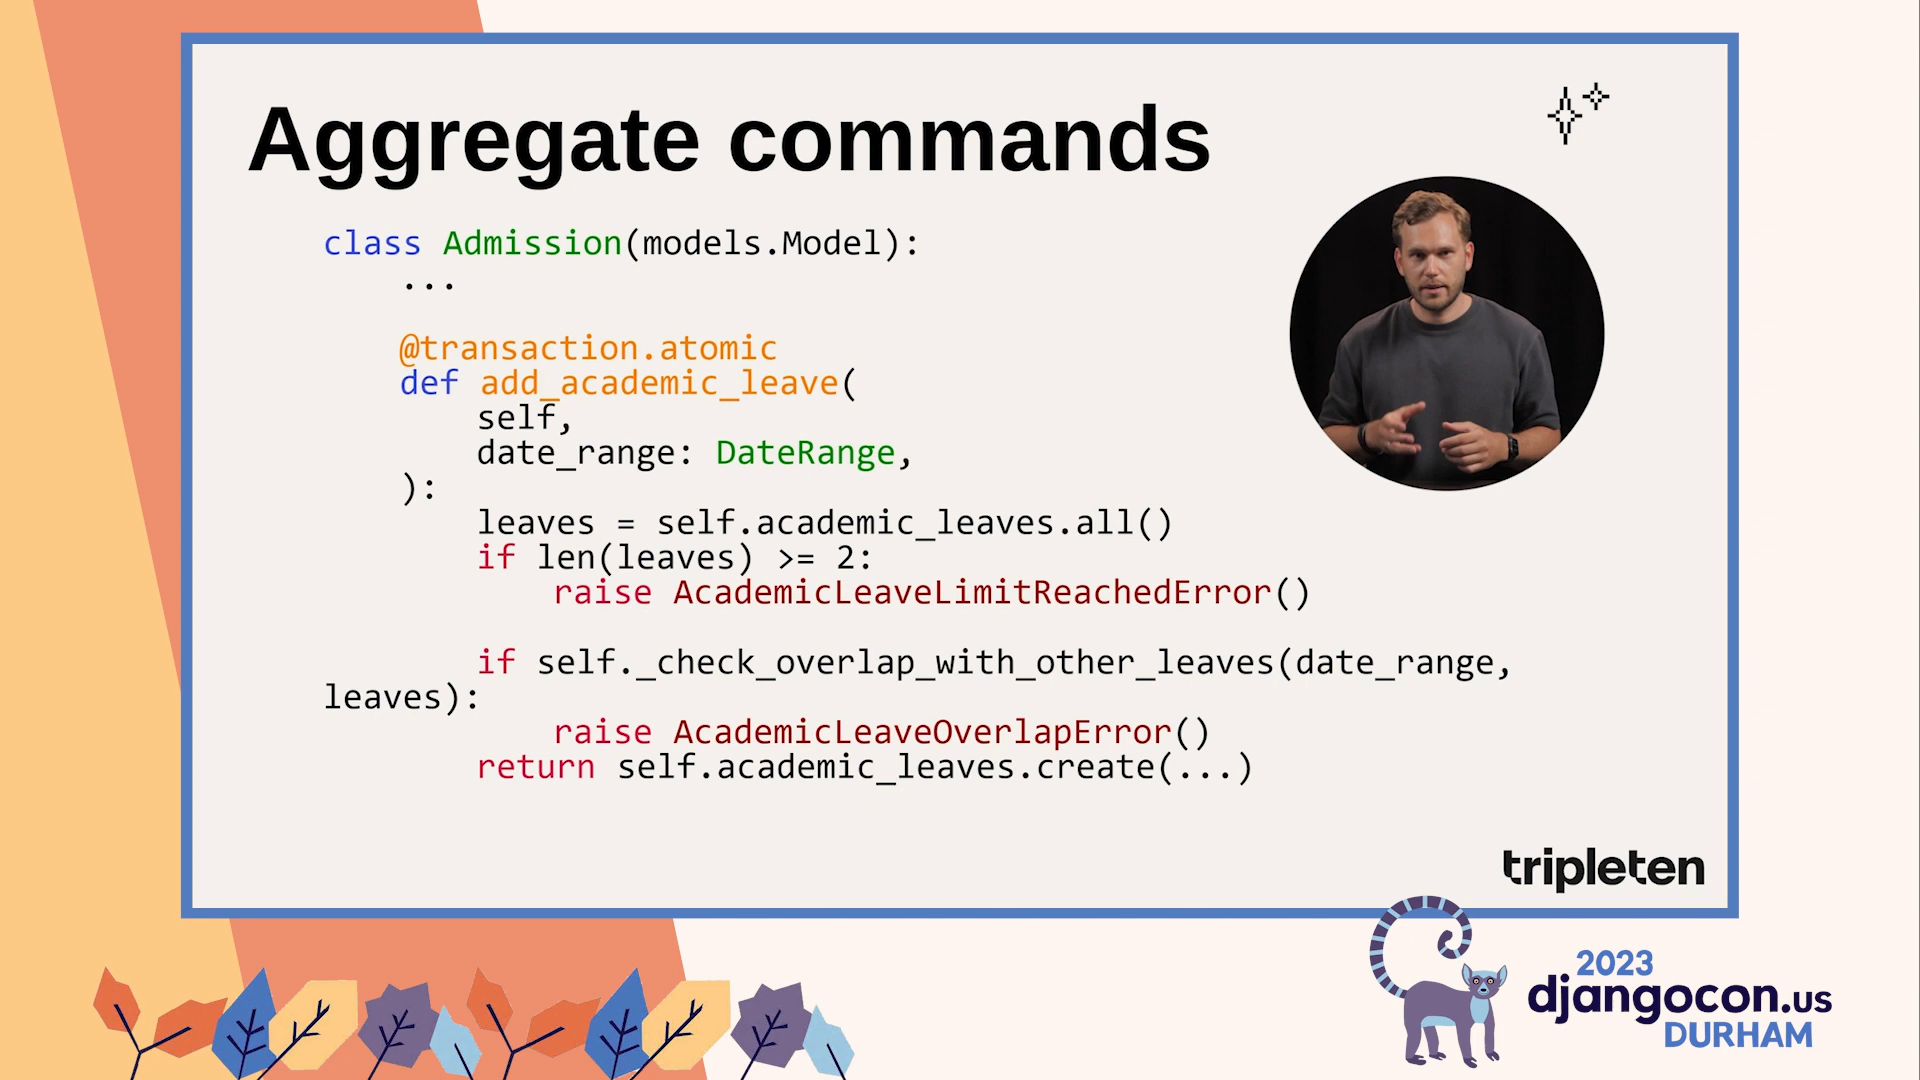 Aggregate commands
class Admission(models.Model):
...
@transaction.atomic
def add_academic_leave(
self,
date_range: DateRange,
):
leaves = self.academic_leaves.all()
if len(leaves) >= 2:
raise AcademicLeaveLimitReachedError()
if self._check_overlap_with_other_leaves(date_range,
leaves):
raise AcademicLeaveOverlapError()
return self.academic_leaves.create(...)
tripleten
2023
djangocon.us
DURHAM